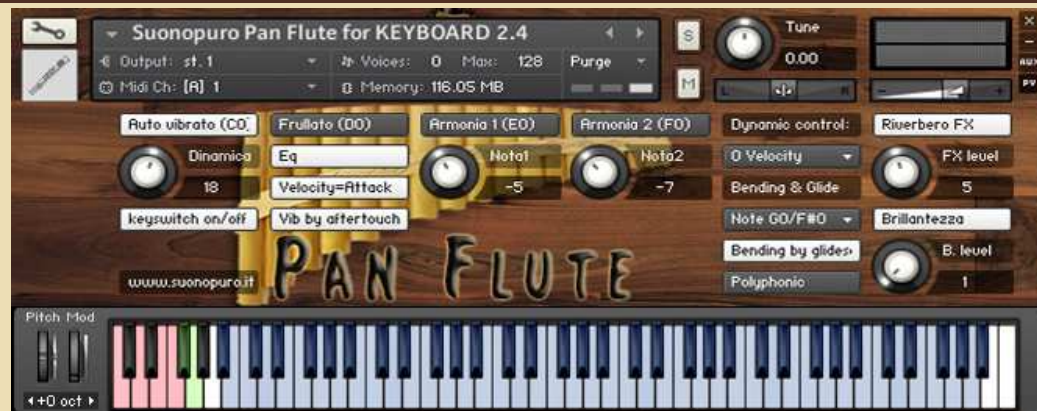 Suonopuro Pan Flute for KEYBOARD 2.4
Output: st. 1
Voices: 0 Max: 128 Purge
Midi Ch: [A] 1
Memory: 116.05 MB
S
M
Tune
0.00
L R
- +
×
-
AUX
PV
Auto vibrato (C0)
Frullato (D0)
Armonia 1 (E0)
Armonia 2 (F0)
Dynamic control:
Riverbero FX
Dinamica
18
Eq
Nota1
-5
Nota2
-7
0 Velocity
FX level
5
Velocity=Attack
Bending & Glide
keyswitch on/off
Vib by aftertouch
Note G0/F#0
Brillantezza
Bending by glides
B. level
1
www.suonopuro.it
PAN FLUTE
Polyphonic
Pitch Mod
+0 oct